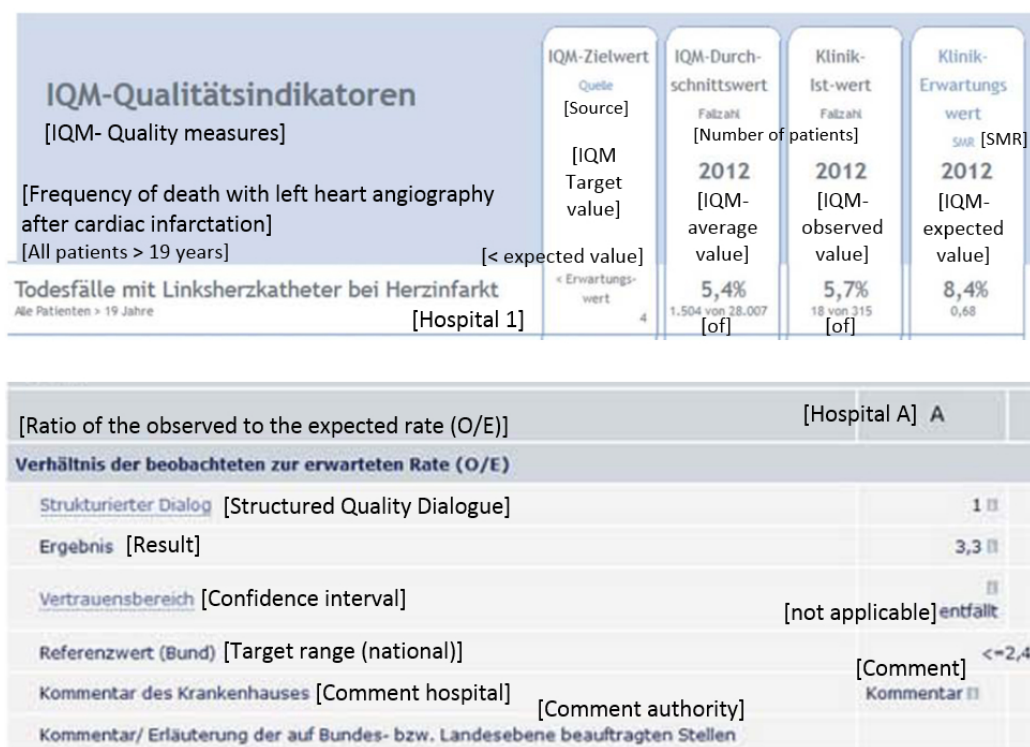 IQM-Qualitätsindikatoren
[IQM- Quality measures]
[Frequency of death with left heart angiography
after cardiac infarctation]
[All patients > 19 years]
IQM-Zielwert
Quelle
[Source]
[IQM
Target
value]
[< expected value]
IQM-Durch-
schnittswert
Fallzahl
[Number of patients]
2012
[IQM-
average
value]
Klinik-
Ist-wert
Fallzahl
2012
[IQM-
observed
value]
Klinik-
Erwartungs
wert
SMR [SMR]
2012
[IQM-
expected
value]
Todesfälle mit Linksherzkatheter bei Herzinfarkt
Alle Patienten > 19 Jahre
[Hospital 1]
< Erwartungs-
wert
4
5,4%
1.504 von 28.007
[of]
5,7%
18 von 315
[of]
8,4%
0,68
[Ratio of the observed to the expected rate (O/E)] [Hospital A] A
Verhältnis der beobachteten zur erwarteten Rate (O/E)
Strukturierter Dialog [Structured Quality Dialogue] 1
Ergebnis [Result] 3,3
Vertrauensbereich [Confidence interval] [not applicable] entfällt
Referenzwert (Bund) [Target range (national)] <=2,4
[Comment]
Kommentar des Krankenhauses [Comment hospital] Kommentar
[Comment authority]
Kommentar/ Erläuterung der auf Bundes- bzw. Landesebene beauftragten Stellen